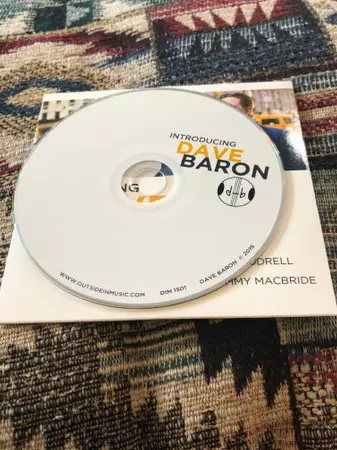 INTRODUCING
DAVE
BARON
NG
WWW.OUTSIDEINMUSIC.COM
OIM 1501
DAVE BARON © 2015
DRELL
MMY MACBRIDE